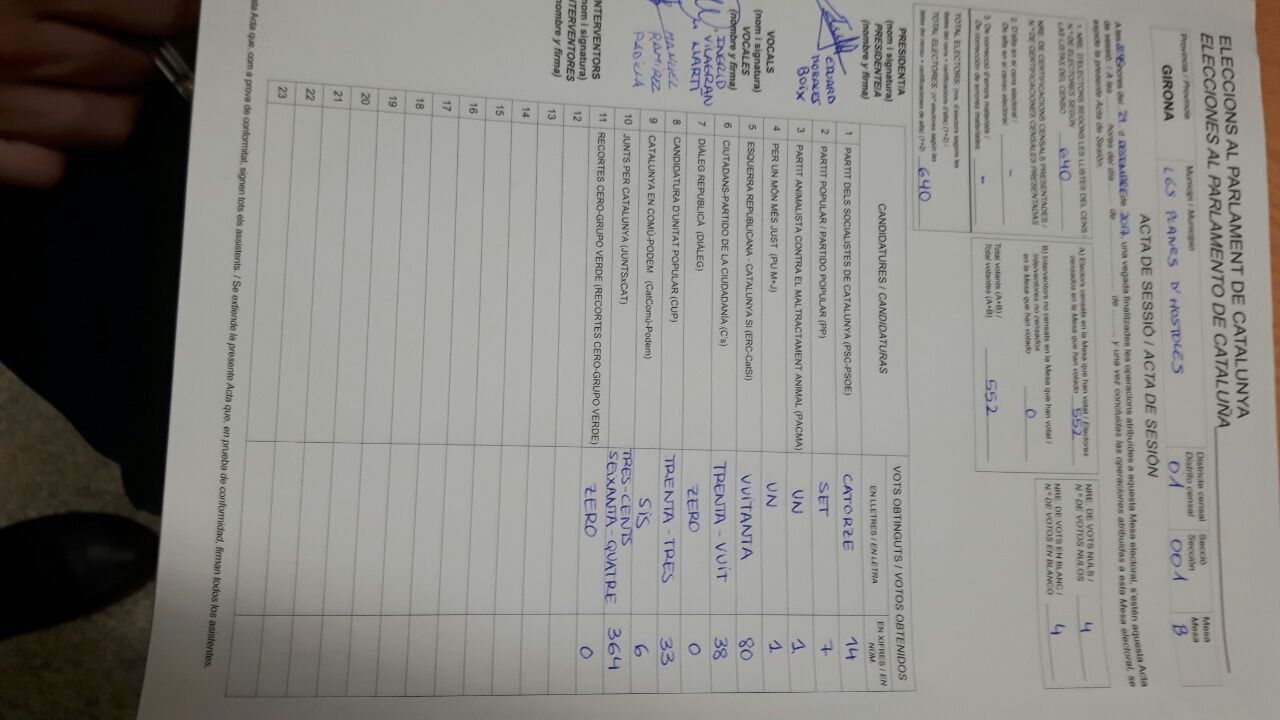 ELECCIONS AL PARLAMENT DE CATALUNYA
ELECCIONES AL PARLAMENTO DE CATALUÑA
Província / Provincia
GIRONA
Municipi / Municipio
LES PLANES D'HOSTOLES
Districte censal
Distrito censal
01
Secció
Sección
001
Mesa
Mesa
B
ACTA DE SESSIÓ / ACTA DE SESIÓN
A les hores del 21 d de 2017, una vegada finalitzades les operacions atribuïdes a aquesta Mesa electoral, s'estén aquesta Acta
de sessió. / A las horas del día de de , y una vez concluidas las operaciones atribuidas a esta Mesa electoral, se
expide la presente Acta de Sesión:
1. NRE. D'ELECTORS SEGONS LES LLISTES DEL CENS /
N.º DE ELECTORES SEGÚN
LAS LISTAS DEL CENSO 640
NRE. DE CERTIFICACIONS CENSALS PRESENTADES /
N.º DE CERTIFICACIONES CENSALES PRESENTADAS
2. D'alta en el cens electoral /
De alta en el censo electoral: -
3. De correcció d'errors materials /
De corrección de errores materiales: -
TOTAL ELECTORS: (nre. d'electors segons les
llistes del cens + certificacions d'alta) (1+2) /
TOTAL ELECTORES: (nº electores según las
listas del censo + certificaciones de alta) (1+2) 640
A) Electors censats en la Mesa que han votat / Electores
censados en la Mesa que han votado 552
B) Interventors no censats en la Mesa que han votat /
Interventores no censados
en la Mesa que han votado 0
Total votants (A+B) /
Total votantes (A+B) 552
NRE. DE VOTS NULS /
N.º DE VOTOS NULOS 4
NRE. DE VOTS EN BLANC /
N.º DE VOTOS EN BLANCO 4
PRESIDENTIA
(nom i signatura)
PRESIDENTEIA
(nombre y firma)
EDUARD
MORALES
BOIX
VOCALS
(nom i signatura)
VOCALES
(nombre y firma)
INGRID
VILAGRAN
MARTÍ
MANUEL
RAMIREZ
PADILLA
INTERVENTORS
(nom i signatura)
INTERVENTORES
(nombre y firma)
CANDIDATURES / CANDIDATURAS
VOTS OBTINGUTS / VOTOS OBTENIDOS
EN LLETRES / EN LETRA
EN XIFRES / EN NÚM.
1 PARTIT DELS SOCIALISTES DE CATALUNYA (PSC-PSOE) CATORZE 14
2 PARTIT POPULAR / PARTIDO POPULAR (PP) SET 7
3 PARTIT ANIMALISTA CONTRA EL MALTRACTAMENT ANIMAL (PACMA) UN 1
4 PER UN MÓN MÉS JUST (PUM+J) UN 1
5 ESQUERRA REPUBLICANA - CATALUNYA SÍ (ERC-CatSí) VUITANTA 80
6 CIUTADANS-PARTIDO DE LA CIUDADANÍA (C's) TRENTA-VUIT 38
7 DIÀLEG REPUBLICÀ (DIÀLEG) ZERO 0
8 CANDIDATURA D'UNITAT POPULAR (CUP) TRENTA-TRES 33
9 CATALUNYA EN COMÚ-PODEM (CatComú-Podem) SIS 6
10 JUNTS PER CATALUNYA (JUNTSxCAT) TRES-CENTS SEIXANTA-QUATRE 364
11 RECORTES CERO-GRUPO VERDE (RECORTES CERO-GRUPO VERDE) ZERO 0
12
13
14
15
16
17
18
19
20
21
22
23
sta Acta que, com a prova de conformitat, signen tots els assistents. / Se extiende la presente Acta que, en prueba de conformidad, firman todos los asistentes.